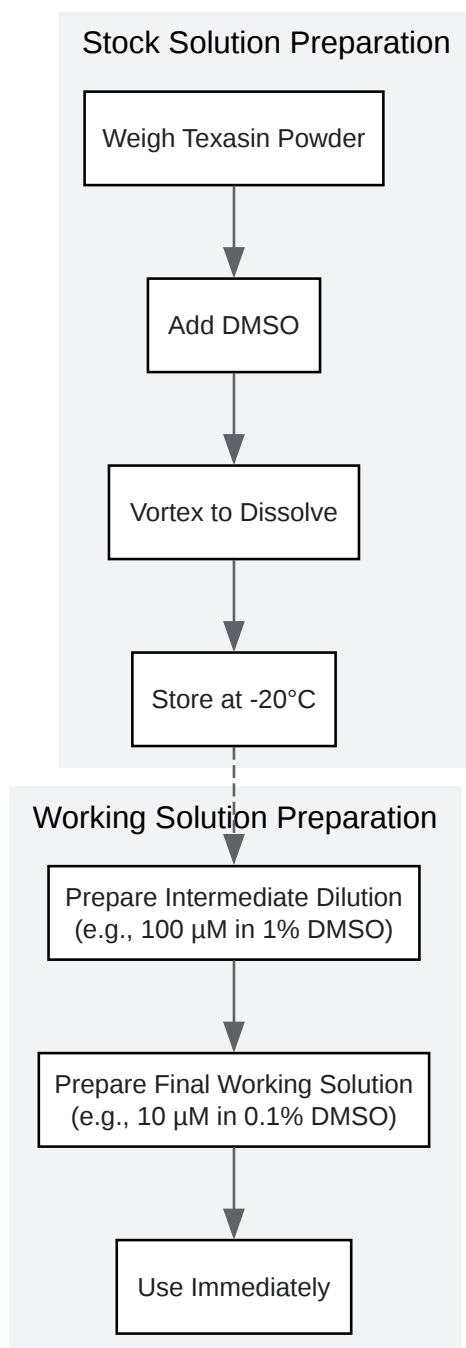 Stock Solution Preparation
Weigh Texasin Powder
Add DMSO
Vortex to Dissolve
Store at -20°C
Working Solution Preparation
Prepare Intermediate Dilution
(e.g., 100 µM in 1% DMSO)
Prepare Final Working Solution
(e.g., 10 µM in 0.1% DMSO)
Use Immediately